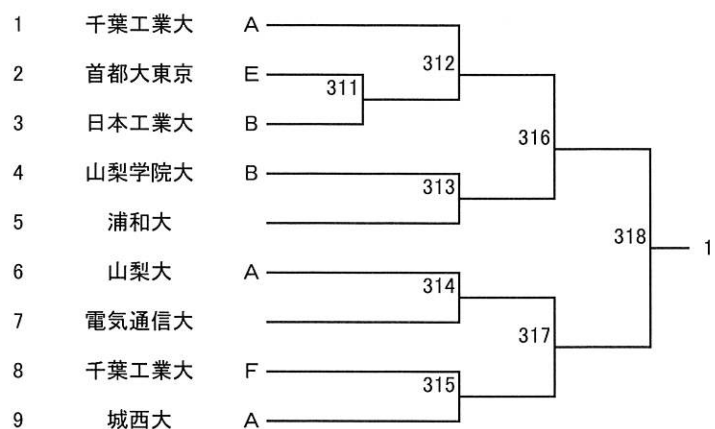 1 千葉工業大 A
312
2 首都大東京 E
311
3 日本工業大 B
316
4 山梨学院大 B
313
5 浦和大
318 1
6 山梨大 A
314
7 電気通信大
317
8 千葉工業大 F
315
9 城西大 A